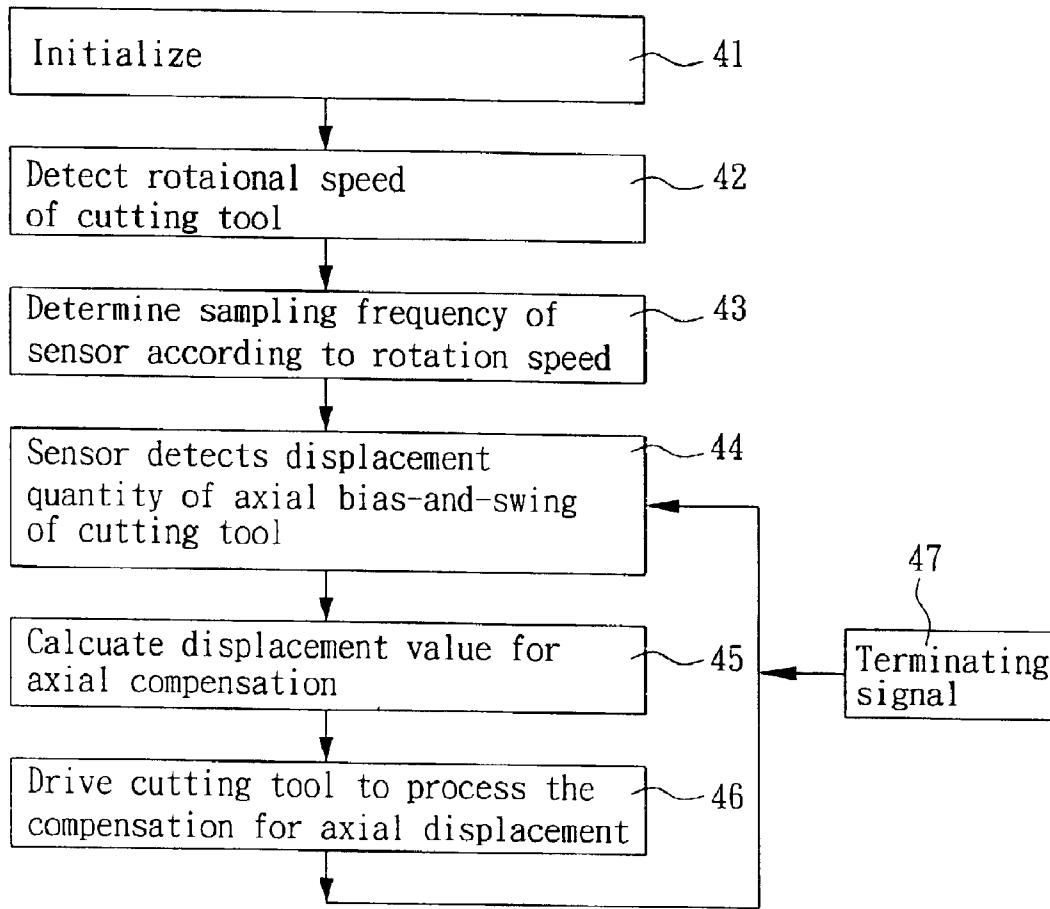 Initialize
41
Detect rotaional speed
of cutting tool
42
Determine sampling frequency of
sensor according to rotation speed
43
Sensor detects displacement
quantity of axial bias-and-swing
of cutting tool
44
Calcuate displacement value for
axial compensation
45
Drive cutting tool to process the
compensation for axial displacement
46
47
Terminating
signal